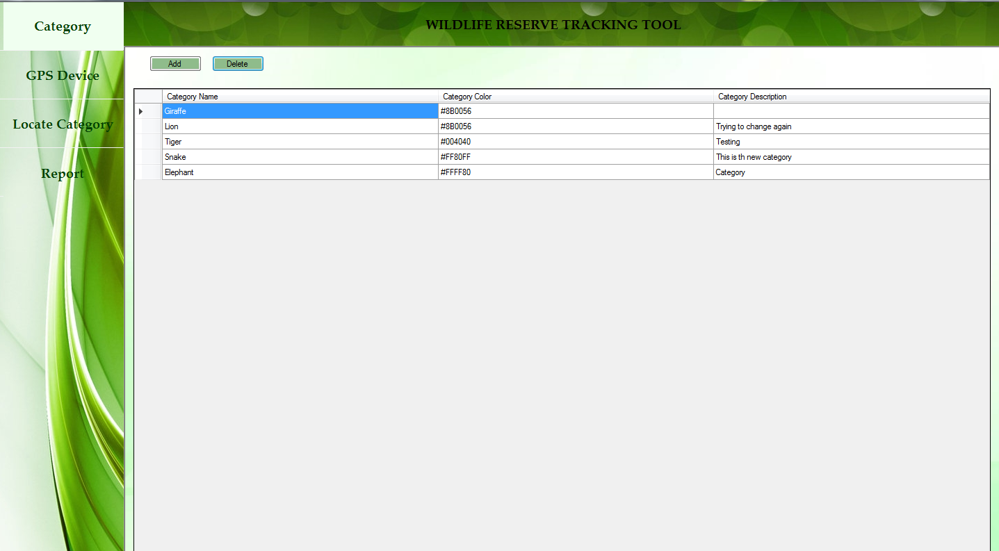 Category
WILDLIFE RESERVE TRACKING TOOL
GPS Device
Locate Category
Report
Add Delete
Category Name Category Color Category Description
Giraffe #8B0056
Lion #8B0056 Trying to change again
Tiger #004040 Testing
Snake #FF80FF This is th new category
Elephant #FFFF80 Category